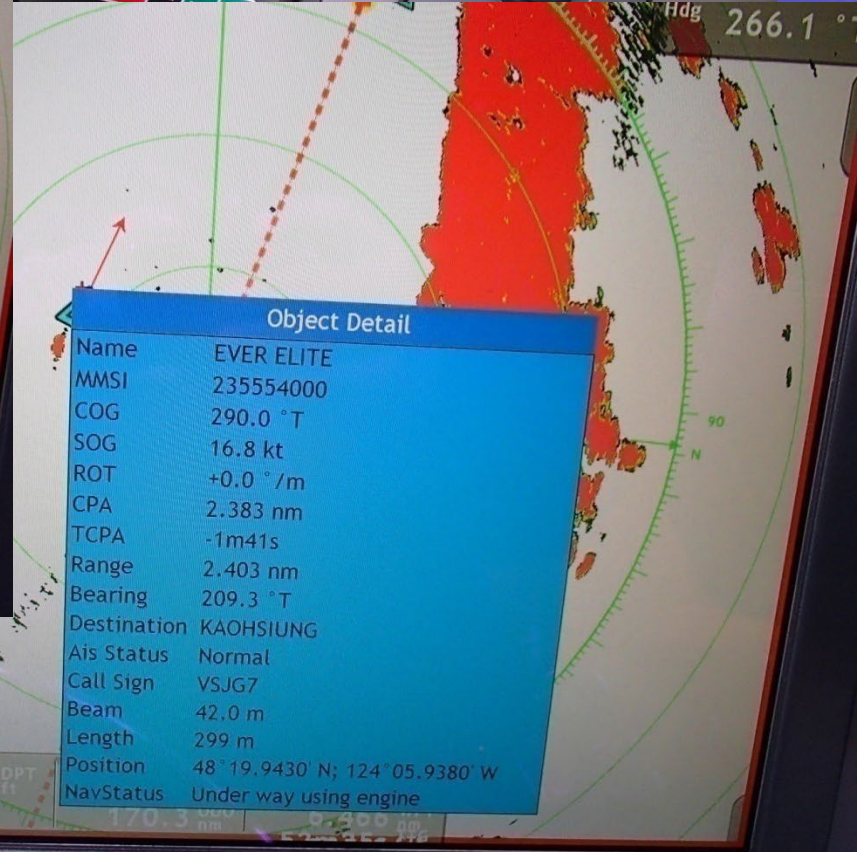 Hdg 266.1 °T
Object Detail
Name EVER ELITE
MMSI 235554000
COG 290.0 °T
SOG 16.8 kt
ROT +0.0 °/m
CPA 2.383 nm
TCPA -1m41s
Range 2.403 nm
Bearing 209.3 °T
Destination KAOHSIUNG
Ais Status Normal
Call Sign VSJG7
Beam 42.0 m
Length 299 m
Position 48°19.9430' N; 124°05.9380' W
NavStatus Under way using engine
90
N
DPT
ft
170.3
nm